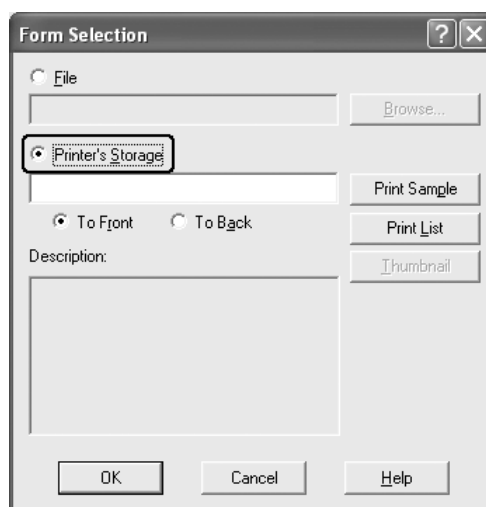 Form Selection
File
Browse...
Printer's Storage
Print Sample
To Front To Back
Print List
Description:
Thumbnail
OK Cancel Help